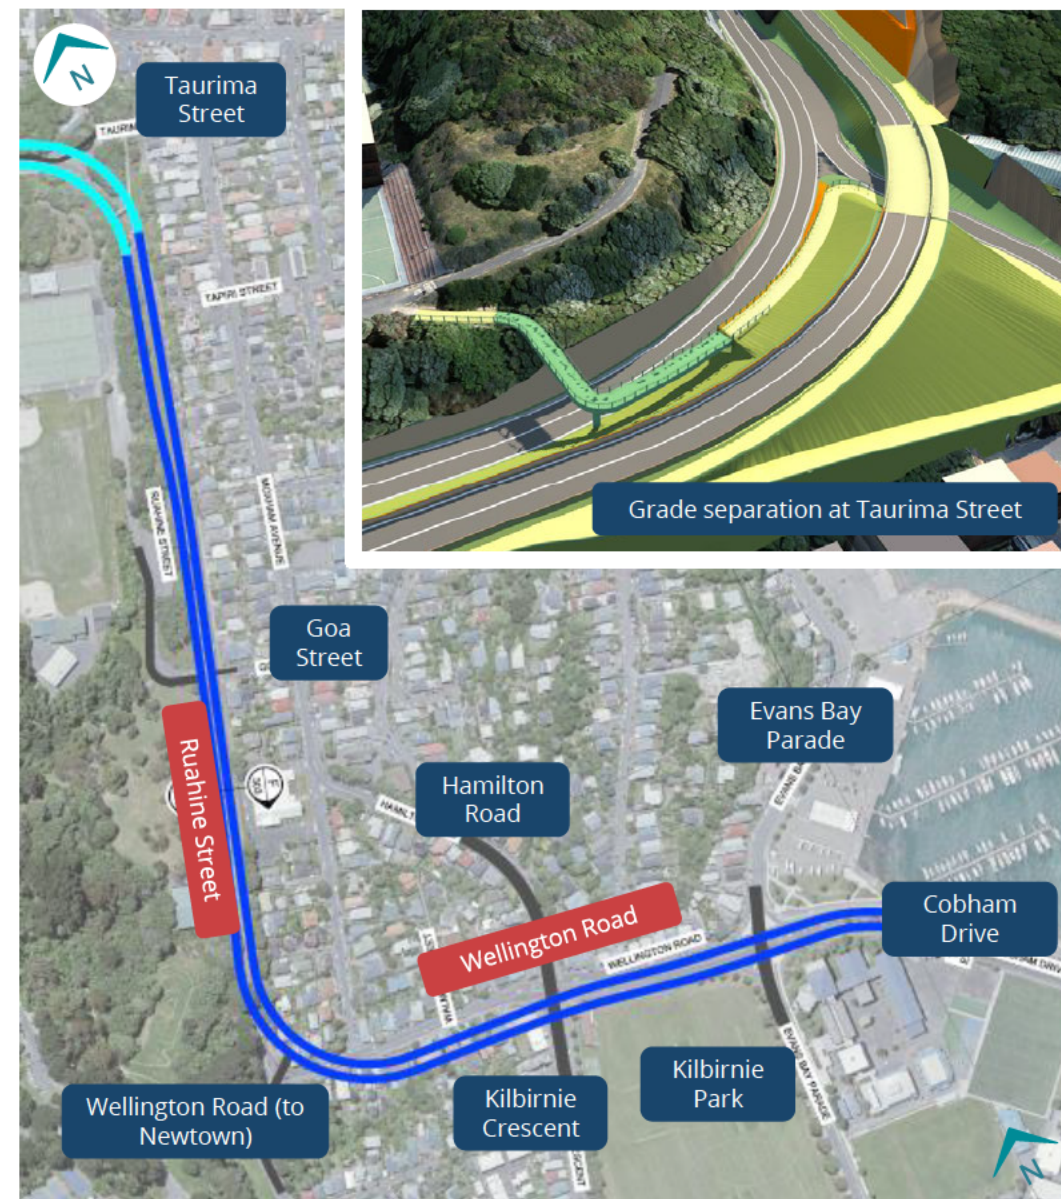 N
Taurima
Street
Grade separation at Taurima Street
TAPIRI STREET
RUAHINE STREET
MOXHAM AVENUE
Goa
Street
Evans Bay
Parade
Ruahine Street
Hamilton
Road
Wellington Road
WELLINGTON ROAD
Cobham
Drive
EVANS BAY PARADE
Wellington Road (to
Newtown)
Kilbirnie
Crescent
Kilbirnie
Park
N